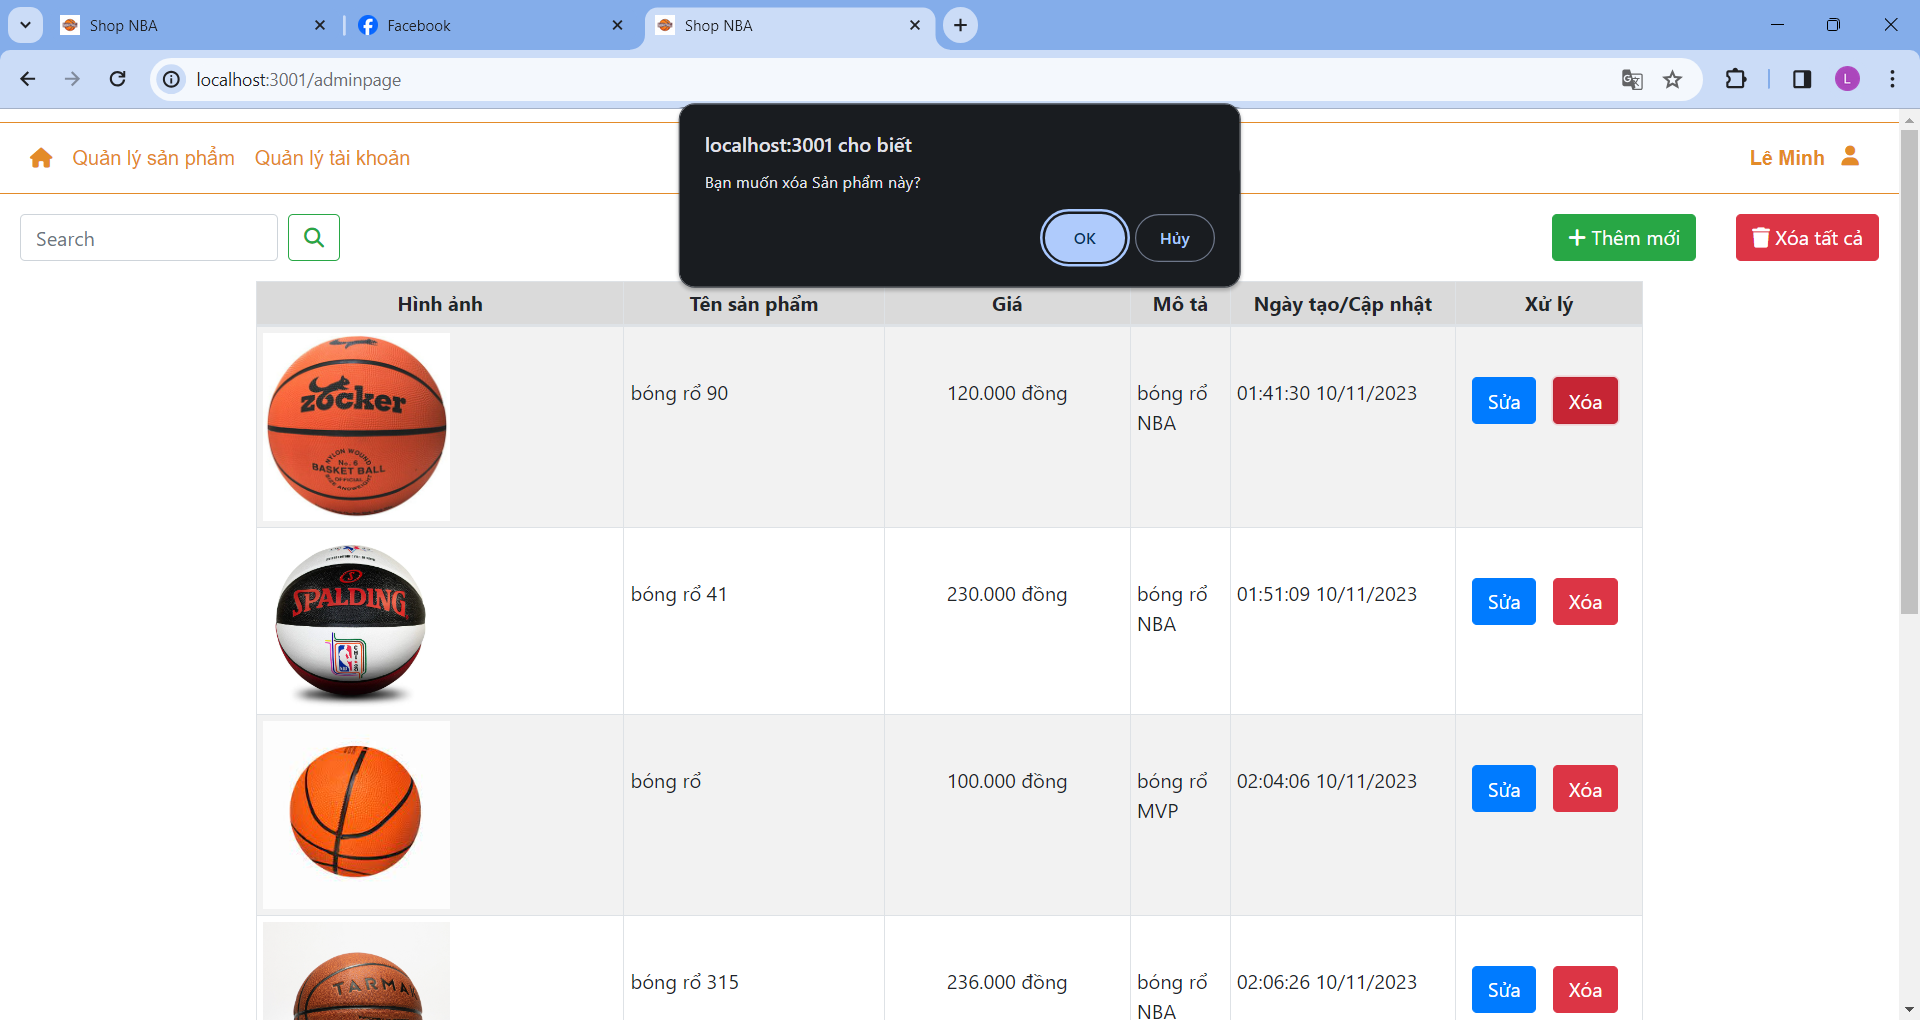 Shop NBA
Facebook
Shop NBA
localhost:3001/adminpage
L
localhost:3001 cho biết
Bạn muốn xóa Sản phẩm này?
OK
Hủy
Quản lý sản phẩm
Quản lý tài khoản
Lê Minh
Search
Thêm mới
Xóa tất cả
Hình ảnh
Tên sản phẩm
Giá
Mô tả
Ngày tạo/Cập nhật
Xử lý
zocker
NYLON WOUND
No. 6
BASKET BALL
OFFICIAL
bóng rổ 90
120.000 đồng
bóng rổ
NBA
01:41:30 10/11/2023
Sửa
Xóa
SPALDING
bóng rổ 41
230.000 đồng
bóng rổ
NBA
01:51:09 10/11/2023
Sửa
Xóa
bóng rổ
100.000 đồng
bóng rổ
MVP
02:04:06 10/11/2023
Sửa
Xóa
TARMAK
bóng rổ 315
236.000 đồng
bóng rổ
NBA
02:06:26 10/11/2023
Sửa
Xóa